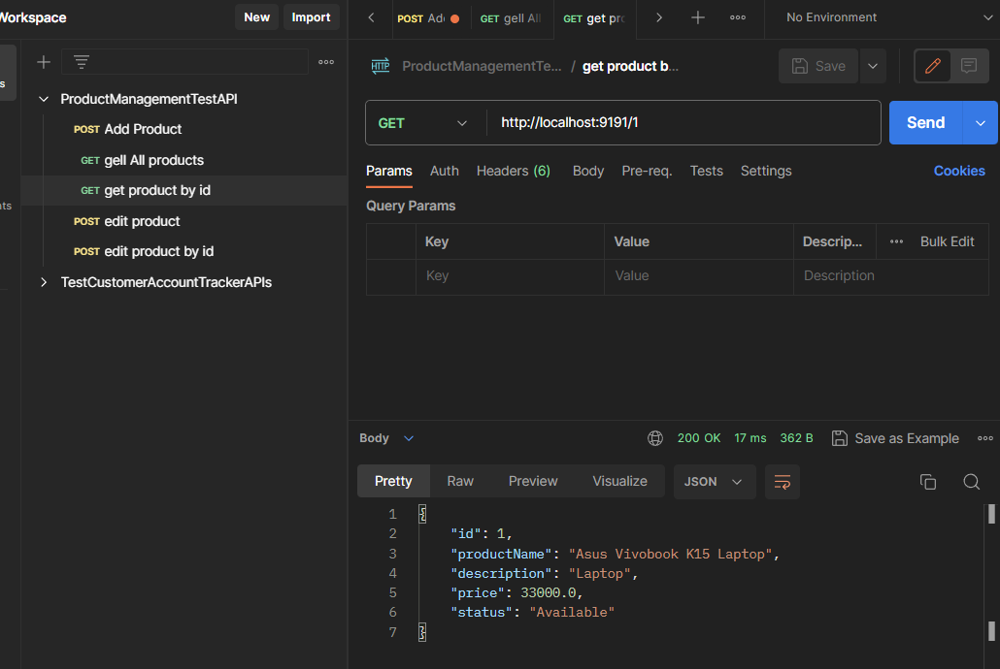 Workspace
New
Import
POST Ad
GET gell All
GET get pr
No Environment
s
ProductManagementTestAPI
POST Add Product
GET gell All products
GET get product by id
POST edit product
POST edit product by id
TestCustomerAccountTrackerAPIs
nts
HTTP ProductManagementTe... / get product b...
Save
GET
http://localhost:9191/1
Send
Params Auth Headers (6) Body Pre-req. Tests Settings
Cookies
Query Params
Key Value Descrip... Bulk Edit
Key Value Description
Body
200 OK 17 ms 362 B Save as Example
Pretty Raw Preview Visualize JSON
1 {
2 "id": 1,
3 "productName": "Asus Vivobook K15 Laptop",
4 "description": "Laptop",
5 "price": 33000.0,
6 "status": "Available"
7 }